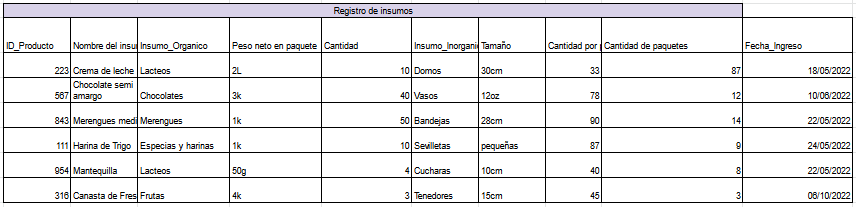 Registro de insumos
ID_Producto Nombre del insu Insumo_Organico Peso neto en paquete Cantidad Insumo_Inorgani Tamaño Cantidad por p Cantidad de paquetes Fecha_Ingreso
223 Crema de leche Lacteos 2L 10 Domos 30cm 33 87 18/05/2022
Chocolate semi
567 amargo Chocolates 3k 40 Vasos 12oz 78 12 10/06/2022
843 Merengues medi Merengues 1k 50 Bandejas 28cm 90 14 22/05/2022
111 Harina de Trigo Especias y harinas 1k 10 Sevilletas pequeñas 87 9 24/05/2022
954 Mantequilla Lacteos 50g 4 Cucharas 10cm 40 8 22/05/2022
316 Canasta de Fres Frutas 4k 3 Tenedores 15cm 45 3 06/10/2022